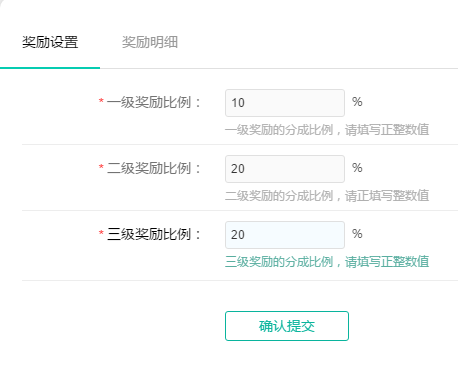 奖励设置 奖励明细
* 一级奖励比例： 10 %
一级奖励的分成比例，请填写正整数值
* 二级奖励比例： 20 %
二级奖励的分成比例，请正填写整数值
* 三级奖励比例： 20 %
三级奖励的分成比例，请填写正整数值
确认提交